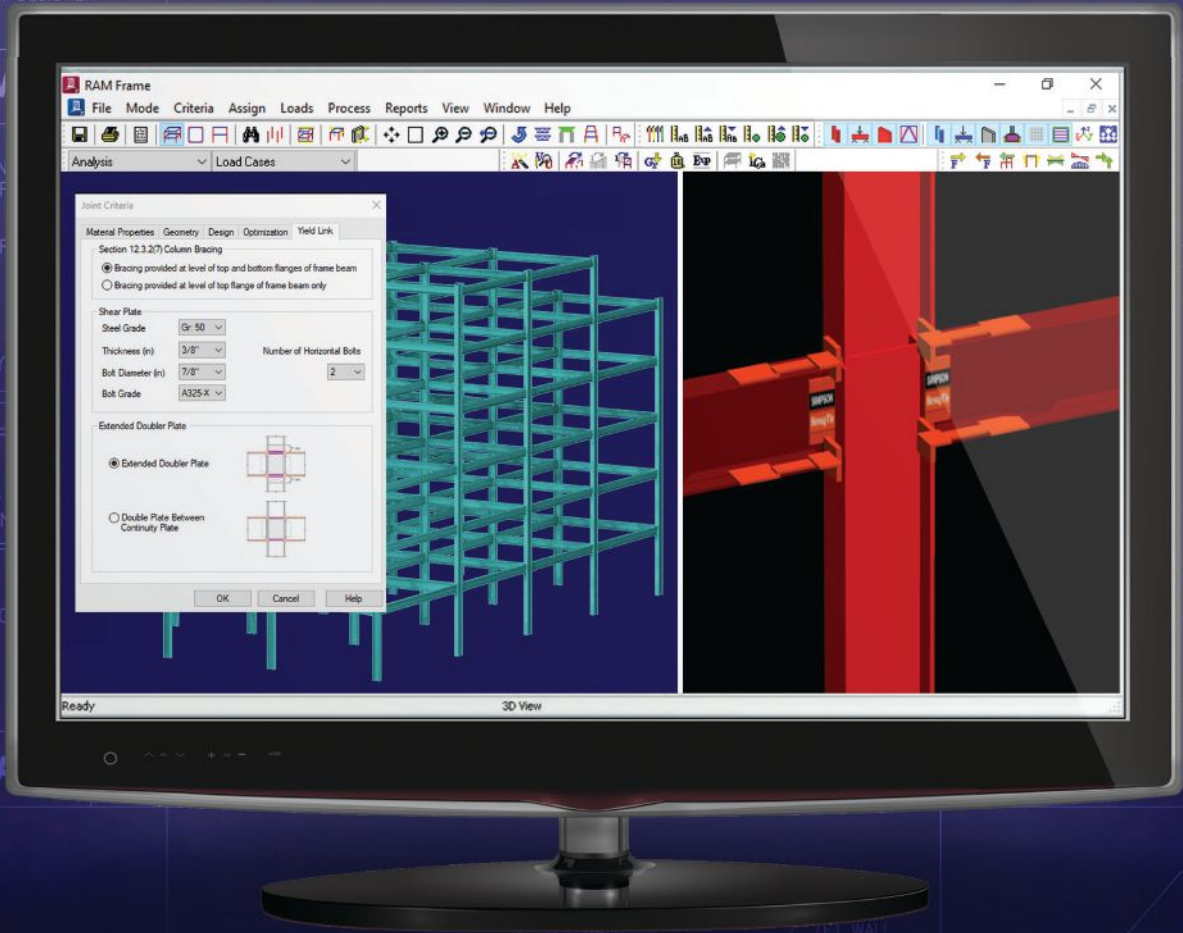 RAM Frame
File Mode Criteria Assign Loads Process Reports View Window Help
Analysis Load Cases
Joint Criteria
Material Properties Geometry Design Optimization Yield Link
Section 12.3.2(7) Column Bracing
Bracing provided at level of top and bottom flanges of frame beam
Bracing provided at level of top flange of frame beam only
Shear Plate
Steel Grade Gr: 50
Thickness (in) 3/8" Number of Horizontal Bolts
Bolt Diameter (in) 7/8" 2
Bolt Grade A325-X
Extended Doubler Plate
Extended Doubler Plate
Double Plate Between
Continuity Plate
OK Cancel Help
SIMPSON
StrongTie
SIMPSON
StrongTie
Ready 3D View